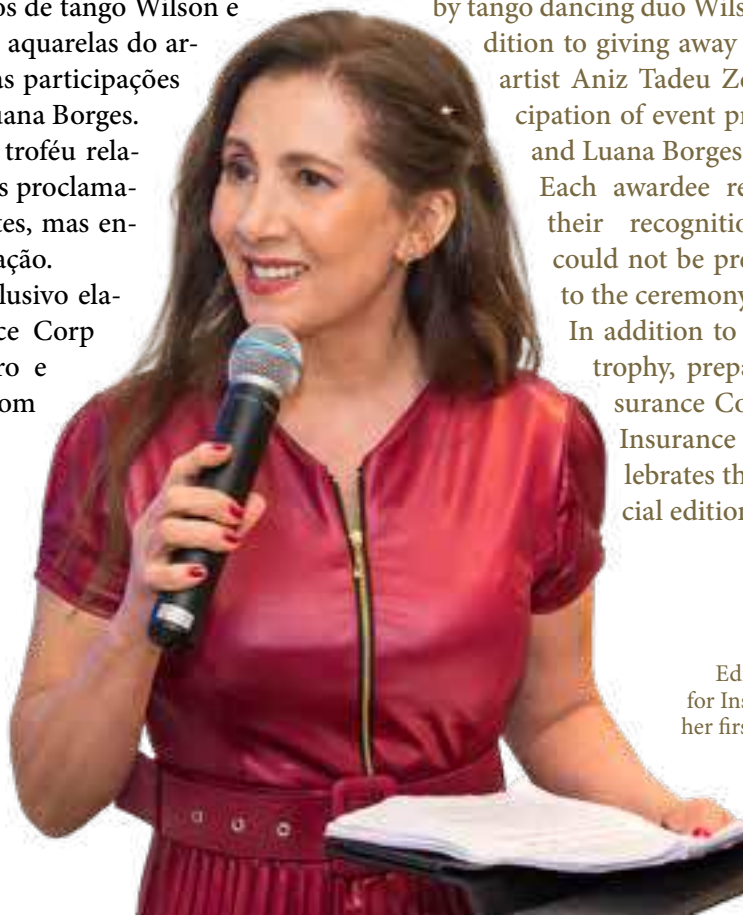 os de tango Wilson e
aquarelas do ar-
as participações
uana Borges.
troféu rela-
s proclama-
tes, mas en-
ação.
lusivo ela-
ce Corp
ro e
om
by tango dancing duo Wils
dition to giving away
artist Aniz Tadeu Z
cipation of event pr
and Luana Borges
Each awardee re
their recognitio
could not be pr
to the ceremony
In addition to
trophy, prepa
surance Co
Insurance
lebrates th
cial edition
Ed
for Ins
her firs